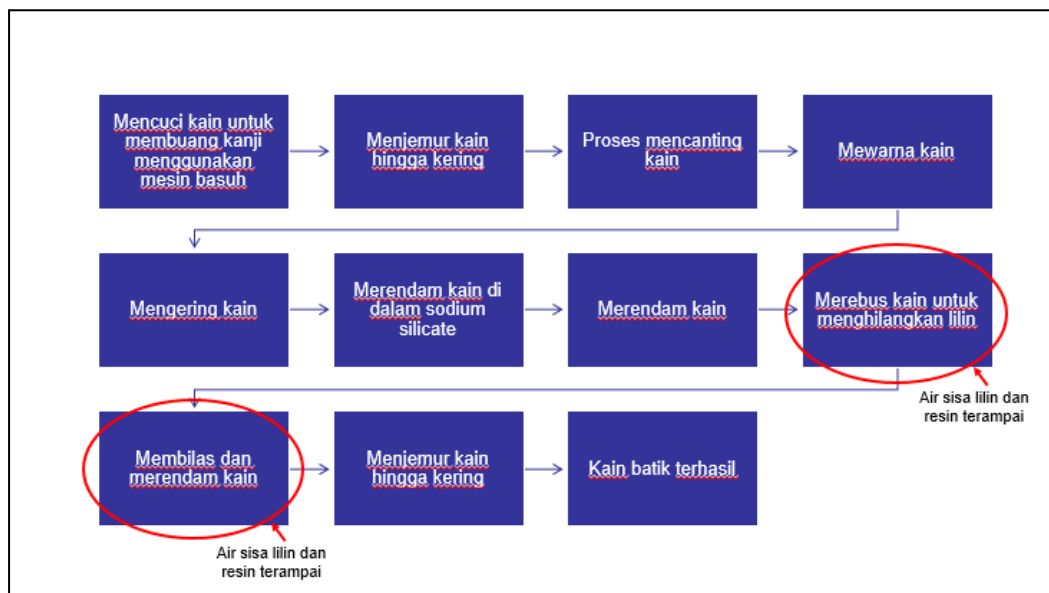 Mencuci kain untuk
membuang kanji
menggunakan
mesin basuh
Menjemur kain
hingga kering
Proses mencanting
kain
Mewarna kain
Mengering kain
Merendam kain di
dalam sodium
silicate
Merendam kain
Merebus kain untuk
menghilangkan lilin
Air sisa lilin dan
resin terampai
Membilas dan
merendam kain
Menjemur kain
hingga kering
Kain batik terhasil
Air sisa lilin dan
resin terampai